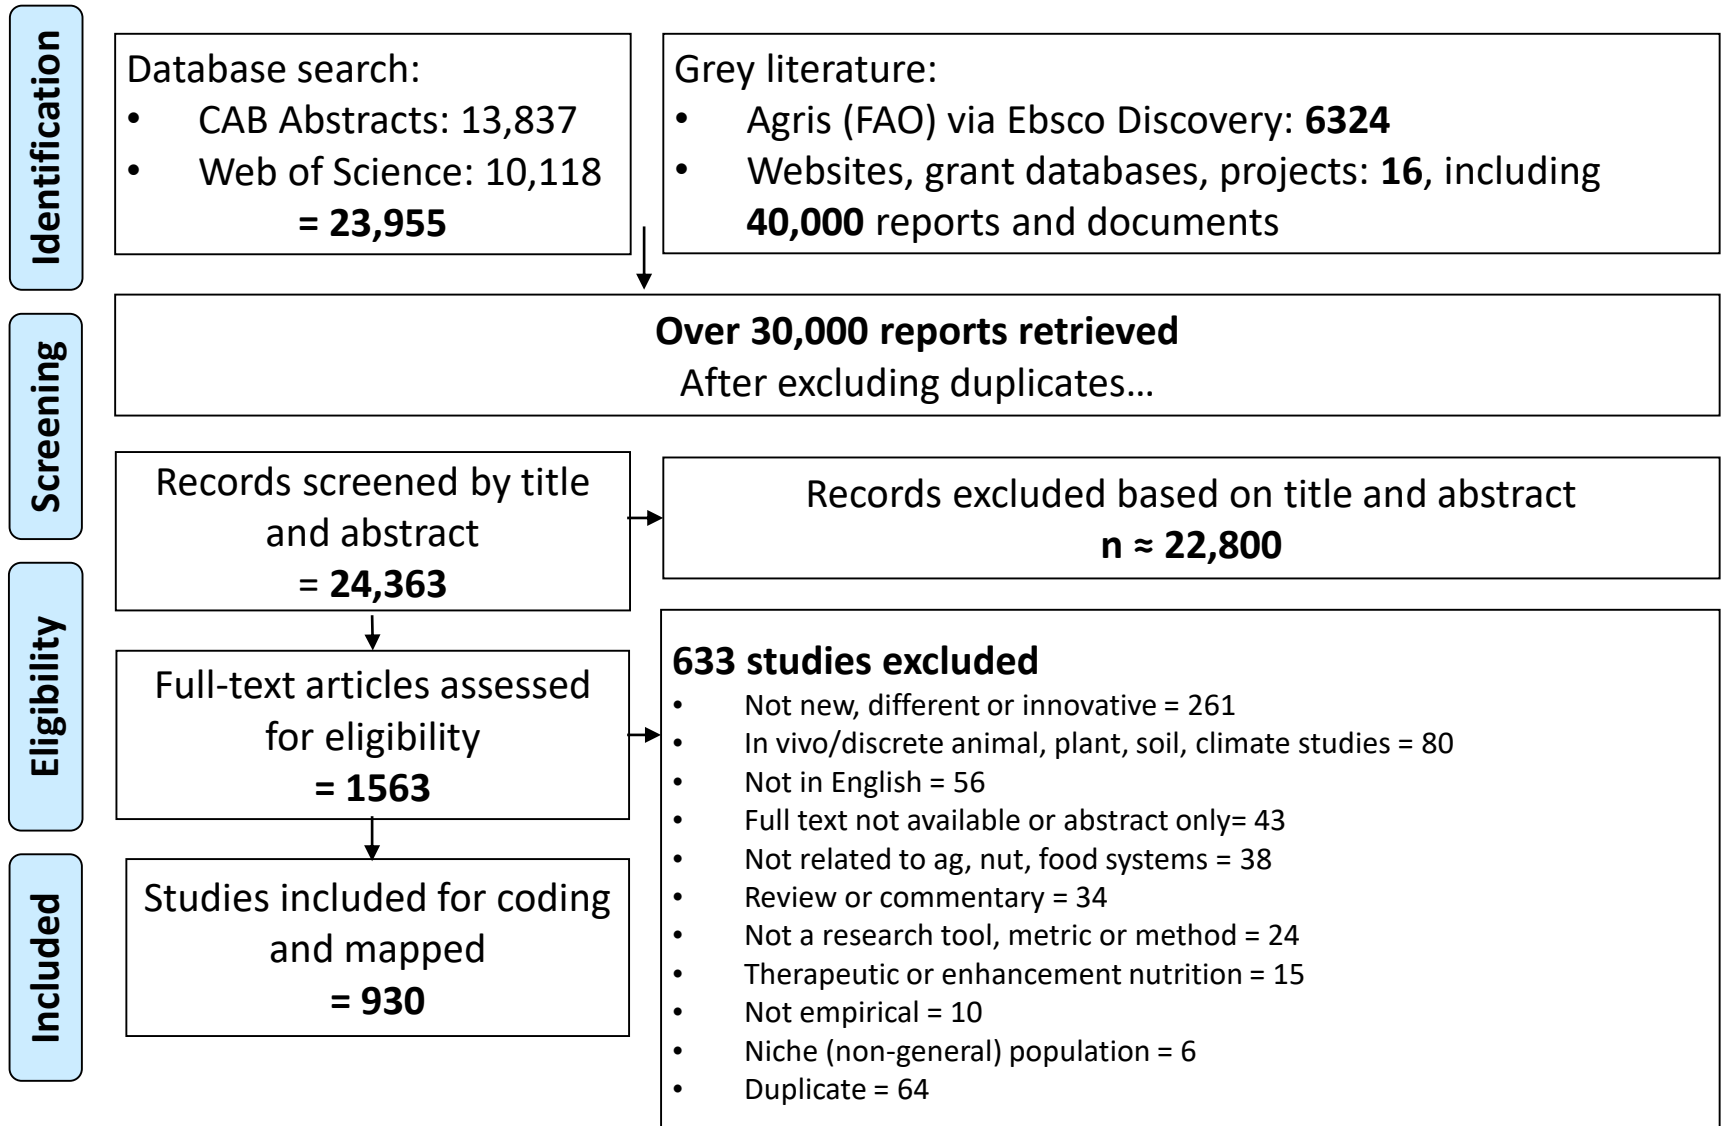 Identification
Database search:
• CAB Abstracts: 13,837
• Web of Science: 10,118
= 23,955
Grey literature:
• Agris (FAO) via Ebsco Discovery: 6324
• Websites, grant databases, projects: 16, including
40,000 reports and documents
Screening
Over 30,000 reports retrieved
After excluding duplicates…
Records screened by title
and abstract
= 24,363
Records excluded based on title and abstract
n ≈ 22,800
Eligibility
Full-text articles assessed
for eligibility
= 1563
633 studies excluded
• Not new, different or innovative = 261
• In vivo/discrete animal, plant, soil, climate studies = 80
• Not in English = 56
• Full text not available or abstract only= 43
• Not related to ag, nut, food systems = 38
• Review or commentary = 34
• Not a research tool, metric or method = 24
• Therapeutic or enhancement nutrition = 15
• Not empirical = 10
• Niche (non-general) population = 6
• Duplicate = 64
Included
Studies included for coding
and mapped
= 930